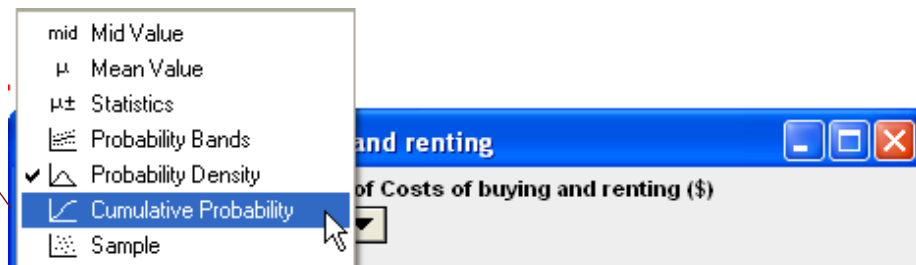 mid Mid Value
μ Mean Value
μ± Statistics
Probability Bands
Probability Density
Cumulative Probability
Sample
and renting
of Costs of buying and renting ($)